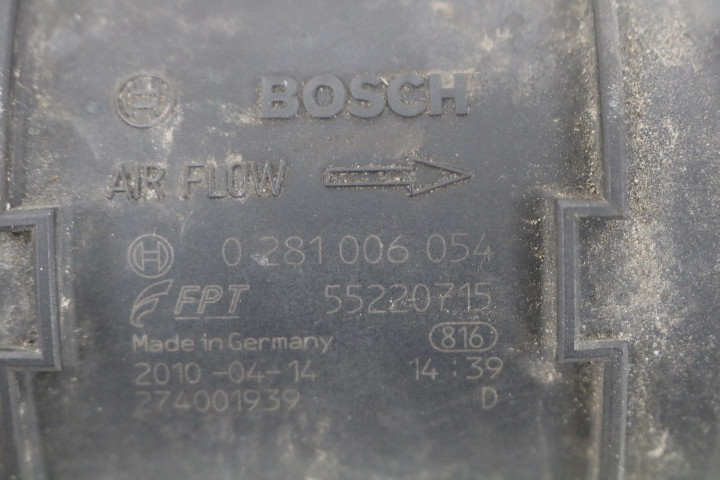 BOSCH
AIR FLOW
0 281 006 054
FPT 55220715
Made in Germany 816
2010-04-14 14:39
274001939 D